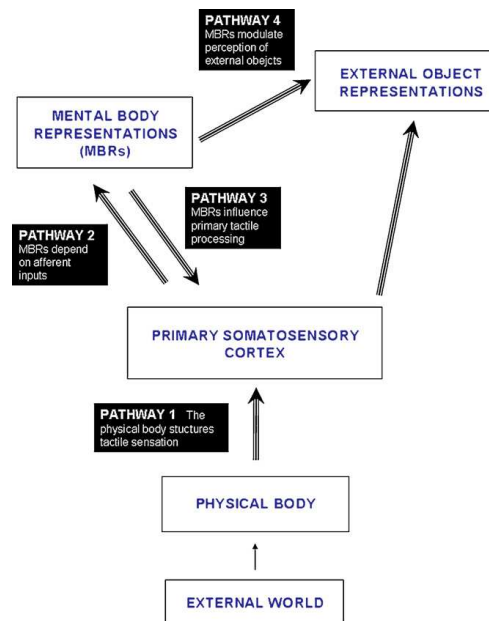 PATHWAY 4
MBRs modulate
perception of
external obejcts
EXTERNAL OBJECT
REPRESENTATIONS
MENTAL BODY
REPRESENTATIONS
(MBRs)
PATHWAY 3
MBRs influence
primary tactile
processing
PATHWAY 2
MBRs depend
on afferent
inputs
PRIMARY SOMATOSENSORY
CORTEX
PATHWAY 1 The
physical body stuctures
tactile sensation
PHYSICAL BODY
EXTERNAL WORLD